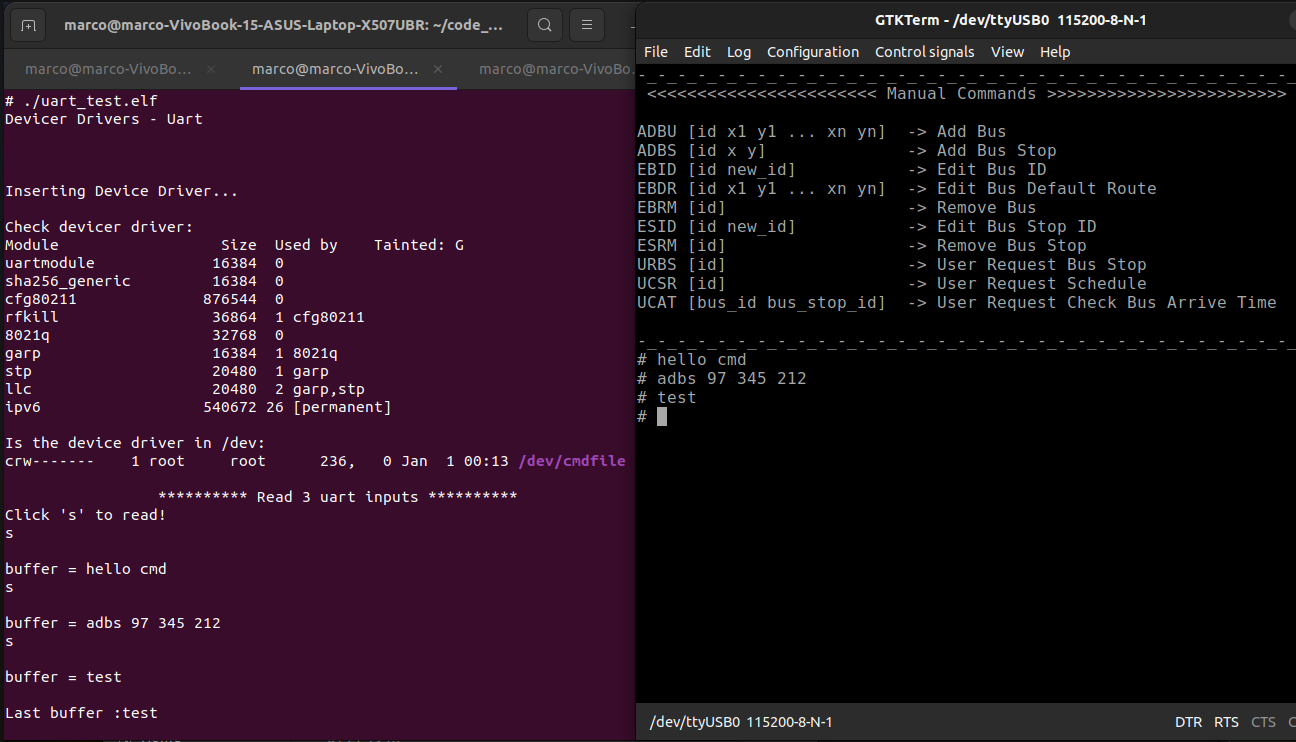 marco@marco-VivoBook-15-ASUS-Laptop-X507UBR: ~/code_...
marco@marco-VivoBo... × marco@marco-VivoBo... × marco@marco-VivoBo.
# ./uart_test.elf
Devicer Drivers - Uart
Inserting Device Driver...
Check devicer driver:
Module Size Used by Tainted: G
uartmodule 16384 0
sha256_generic 16384 0
cfg80211 876544 0
rfkill 36864 1 cfg80211
8021q 32768 0
garp 16384 1 8021q
stp 20480 1 garp
llc 20480 2 garp,stp
ipv6 540672 26 [permanent]
Is the device driver in /dev:
crw------- 1 root root 236, 0 Jan 1 00:13 /dev/cmdfile
********** Read 3 uart inputs **********
Click 's' to read!
s
buffer = hello cmd
s
buffer = adbs 97 345 212
s
buffer = test
Last buffer :test
GTKTerm - /dev/ttyUSB0 115200-8-N-1
File Edit Log Configuration Control signals View Help
-_-_-_-_-_-_-_-_-_-_-_-_-_-_-_-_-_-_-_-_-_-_-_-_-_-_-_-_-_-_-_-_-_
<<<<<<<<<<<<<<<<<<<<<<< Manual Commands >>>>>>>>>>>>>>>>>>>>>>>>
ADBU [id x1 y1 ... xn yn] -> Add Bus
ADBS [id x y] -> Add Bus Stop
EBID [id new_id] -> Edit Bus ID
EBDR [id x1 y1 ... xn yn] -> Edit Bus Default Route
EBRM [id] -> Remove Bus
ESID [id new_id] -> Edit Bus Stop ID
ESRM [id] -> Remove Bus Stop
URBS [id] -> User Request Bus Stop
UCSR [id] -> User Request Schedule
UCAT [bus_id bus_stop_id] -> User Request Check Bus Arrive Time
-_-_-_-_-_-_-_-_-_-_-_-_-_-_-_-_-_-_-_-_-_-_-_-_-_-_-_-_-_-_-_-_-_
# hello cmd
# adbs 97 345 212
# test
#
/dev/ttyUSB0 115200-8-N-1 DTR RTS CTS